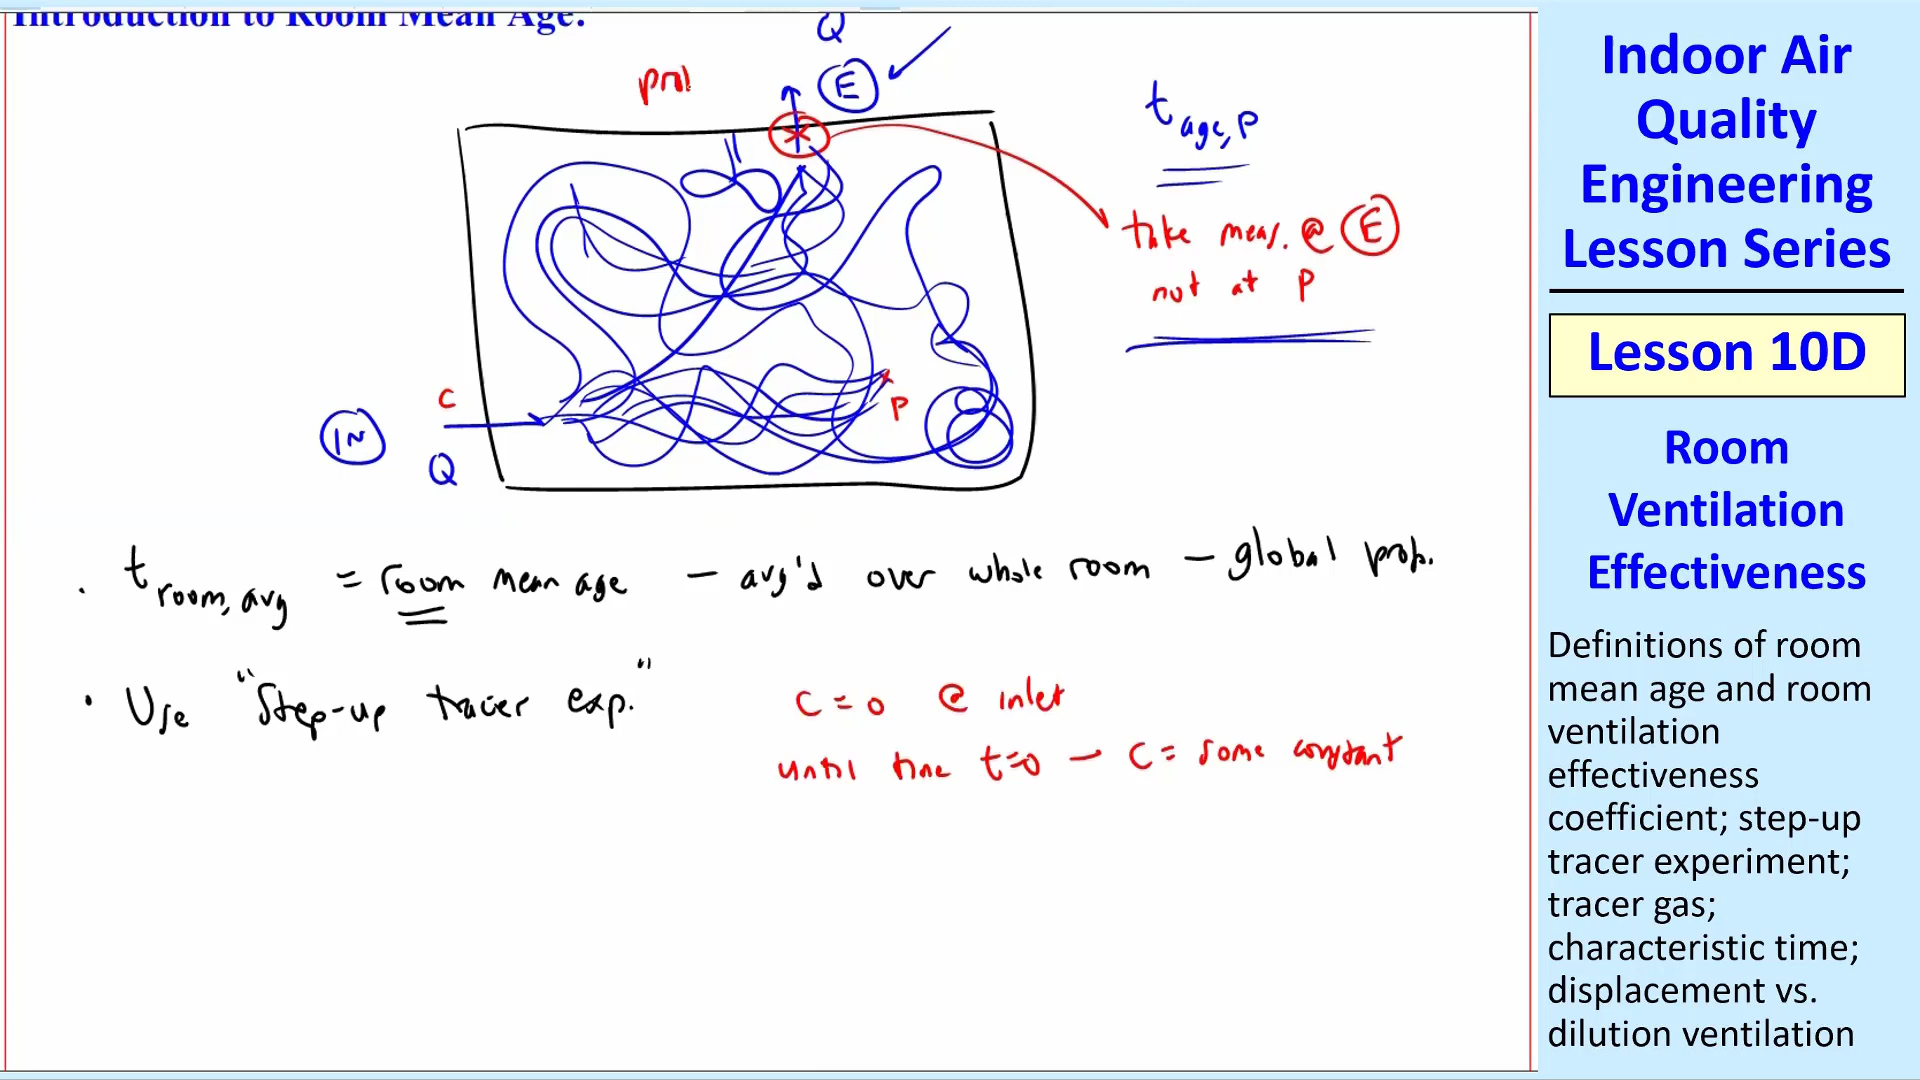 Introduction to Room Mean Age:
Q
E
t age, P
take meas. @ E
not at P
C
P
IN
Q
. t room, avg = room mean age – avg'd over whole room – global prop.
• Use "Step-up tracer exp."
C = 0 @ inlet
until time t=0 – C = some constant
Indoor Air
Quality
Engineering
Lesson Series
Lesson 10D
Room
Ventilation
Effectiveness
Definitions of room
mean age and room
ventilation
effectiveness
coefficient; step-up
tracer experiment;
tracer gas;
characteristic time;
displacement vs.
dilution ventilation